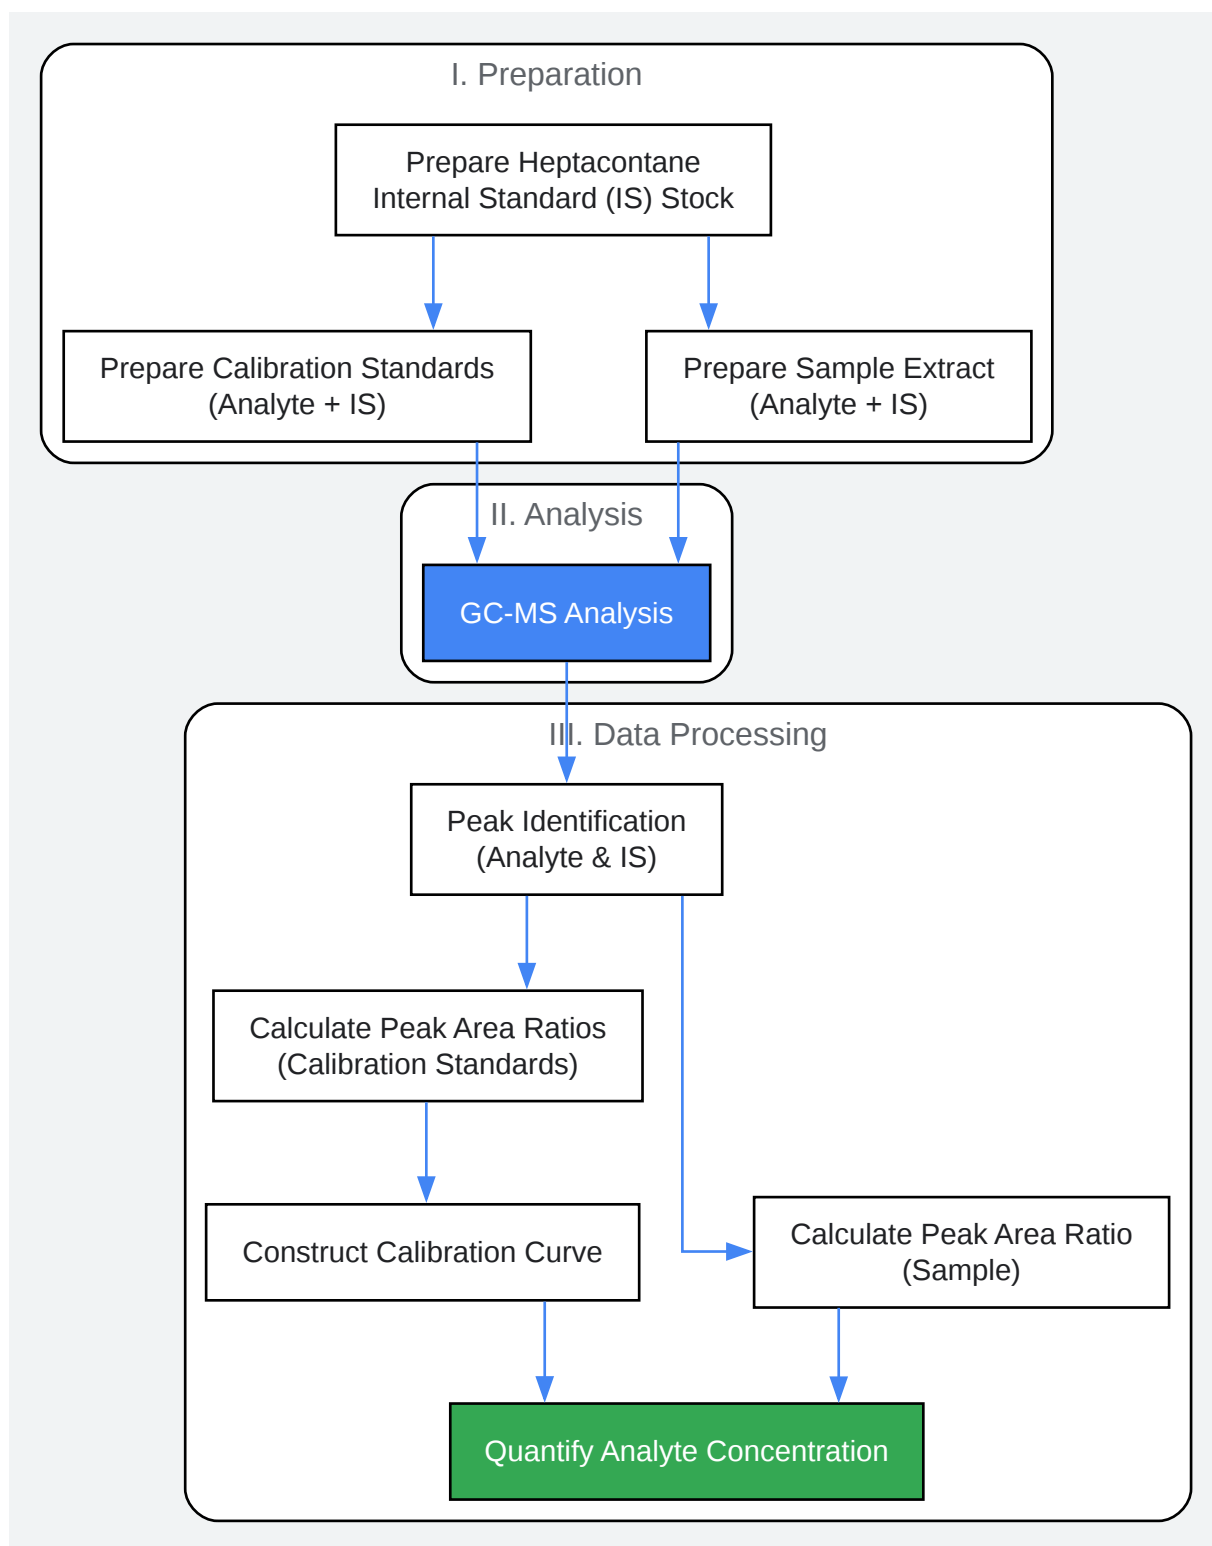 I. Preparation
Prepare Heptacontane
Internal Standard (IS) Stock
Prepare Calibration Standards
(Analyte + IS)
Prepare Sample Extract
(Analyte + IS)
II. Analysis
GC-MS Analysis
III. Data Processing
Peak Identification
(Analyte & IS)
Calculate Peak Area Ratios
(Calibration Standards)
Construct Calibration Curve
Calculate Peak Area Ratio
(Sample)
Quantify Analyte Concentration